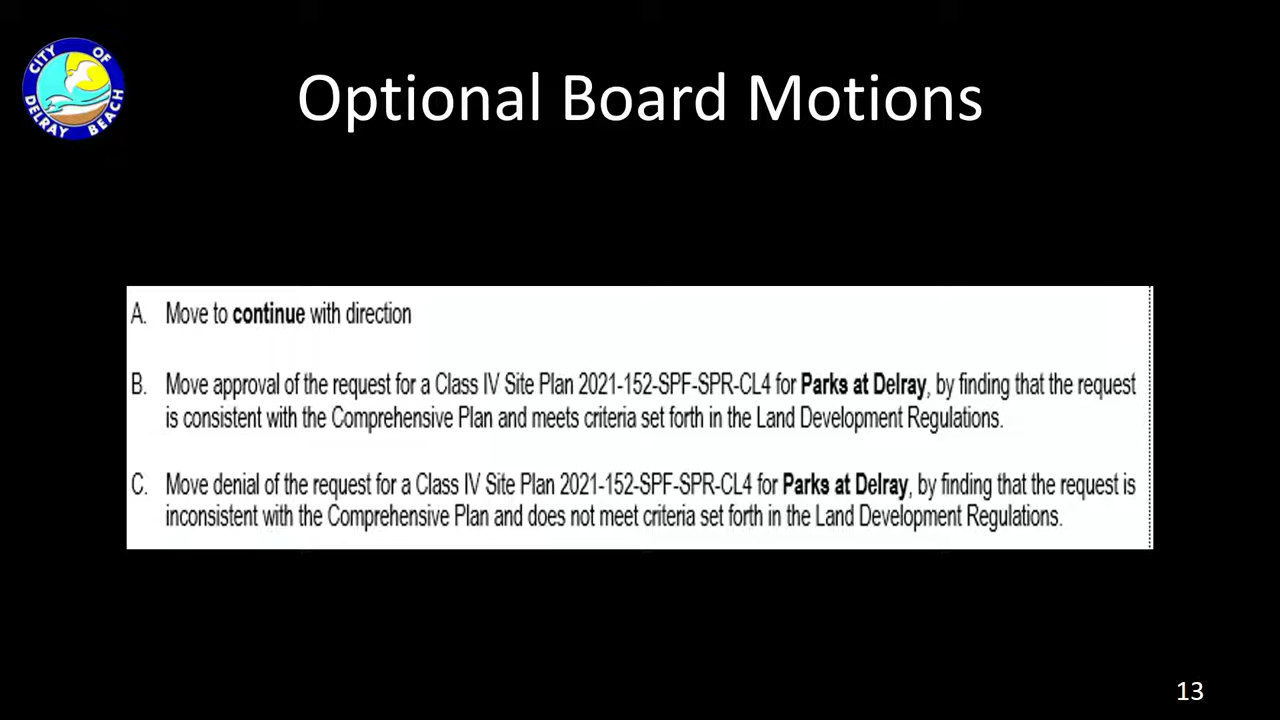 CITY OF
DELRAY BEACH
Optional Board Motions
A. Move to continue with direction
B. Move approval of the request for a Class IV Site Plan 2021-152-SPF-SPR-CL4 for Parks at Delray, by finding that the request
is consistent with the Comprehensive Plan and meets criteria set forth in the Land Development Regulations.
C. Move denial of the request for a Class IV Site Plan 2021-152-SPF-SPR-CL4 for Parks at Delray, by finding that the request is
inconsistent with the Comprehensive Plan and does not meet criteria set forth in the Land Development Regulations.
13